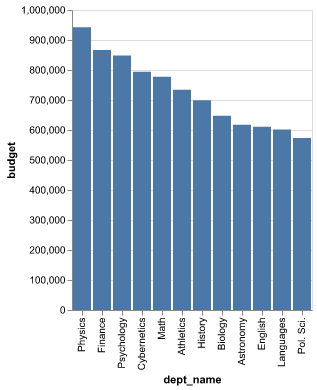 1,000,000
900,000
800,000
700,000
600,000
500,000
400,000
300,000
200,000
100,000
0
budget
Physics
Finance
Psychology
Cybernetics
Math
Athletics
History
Biology
Astronomy
English
Languages
Pol. Sci.
dept_name